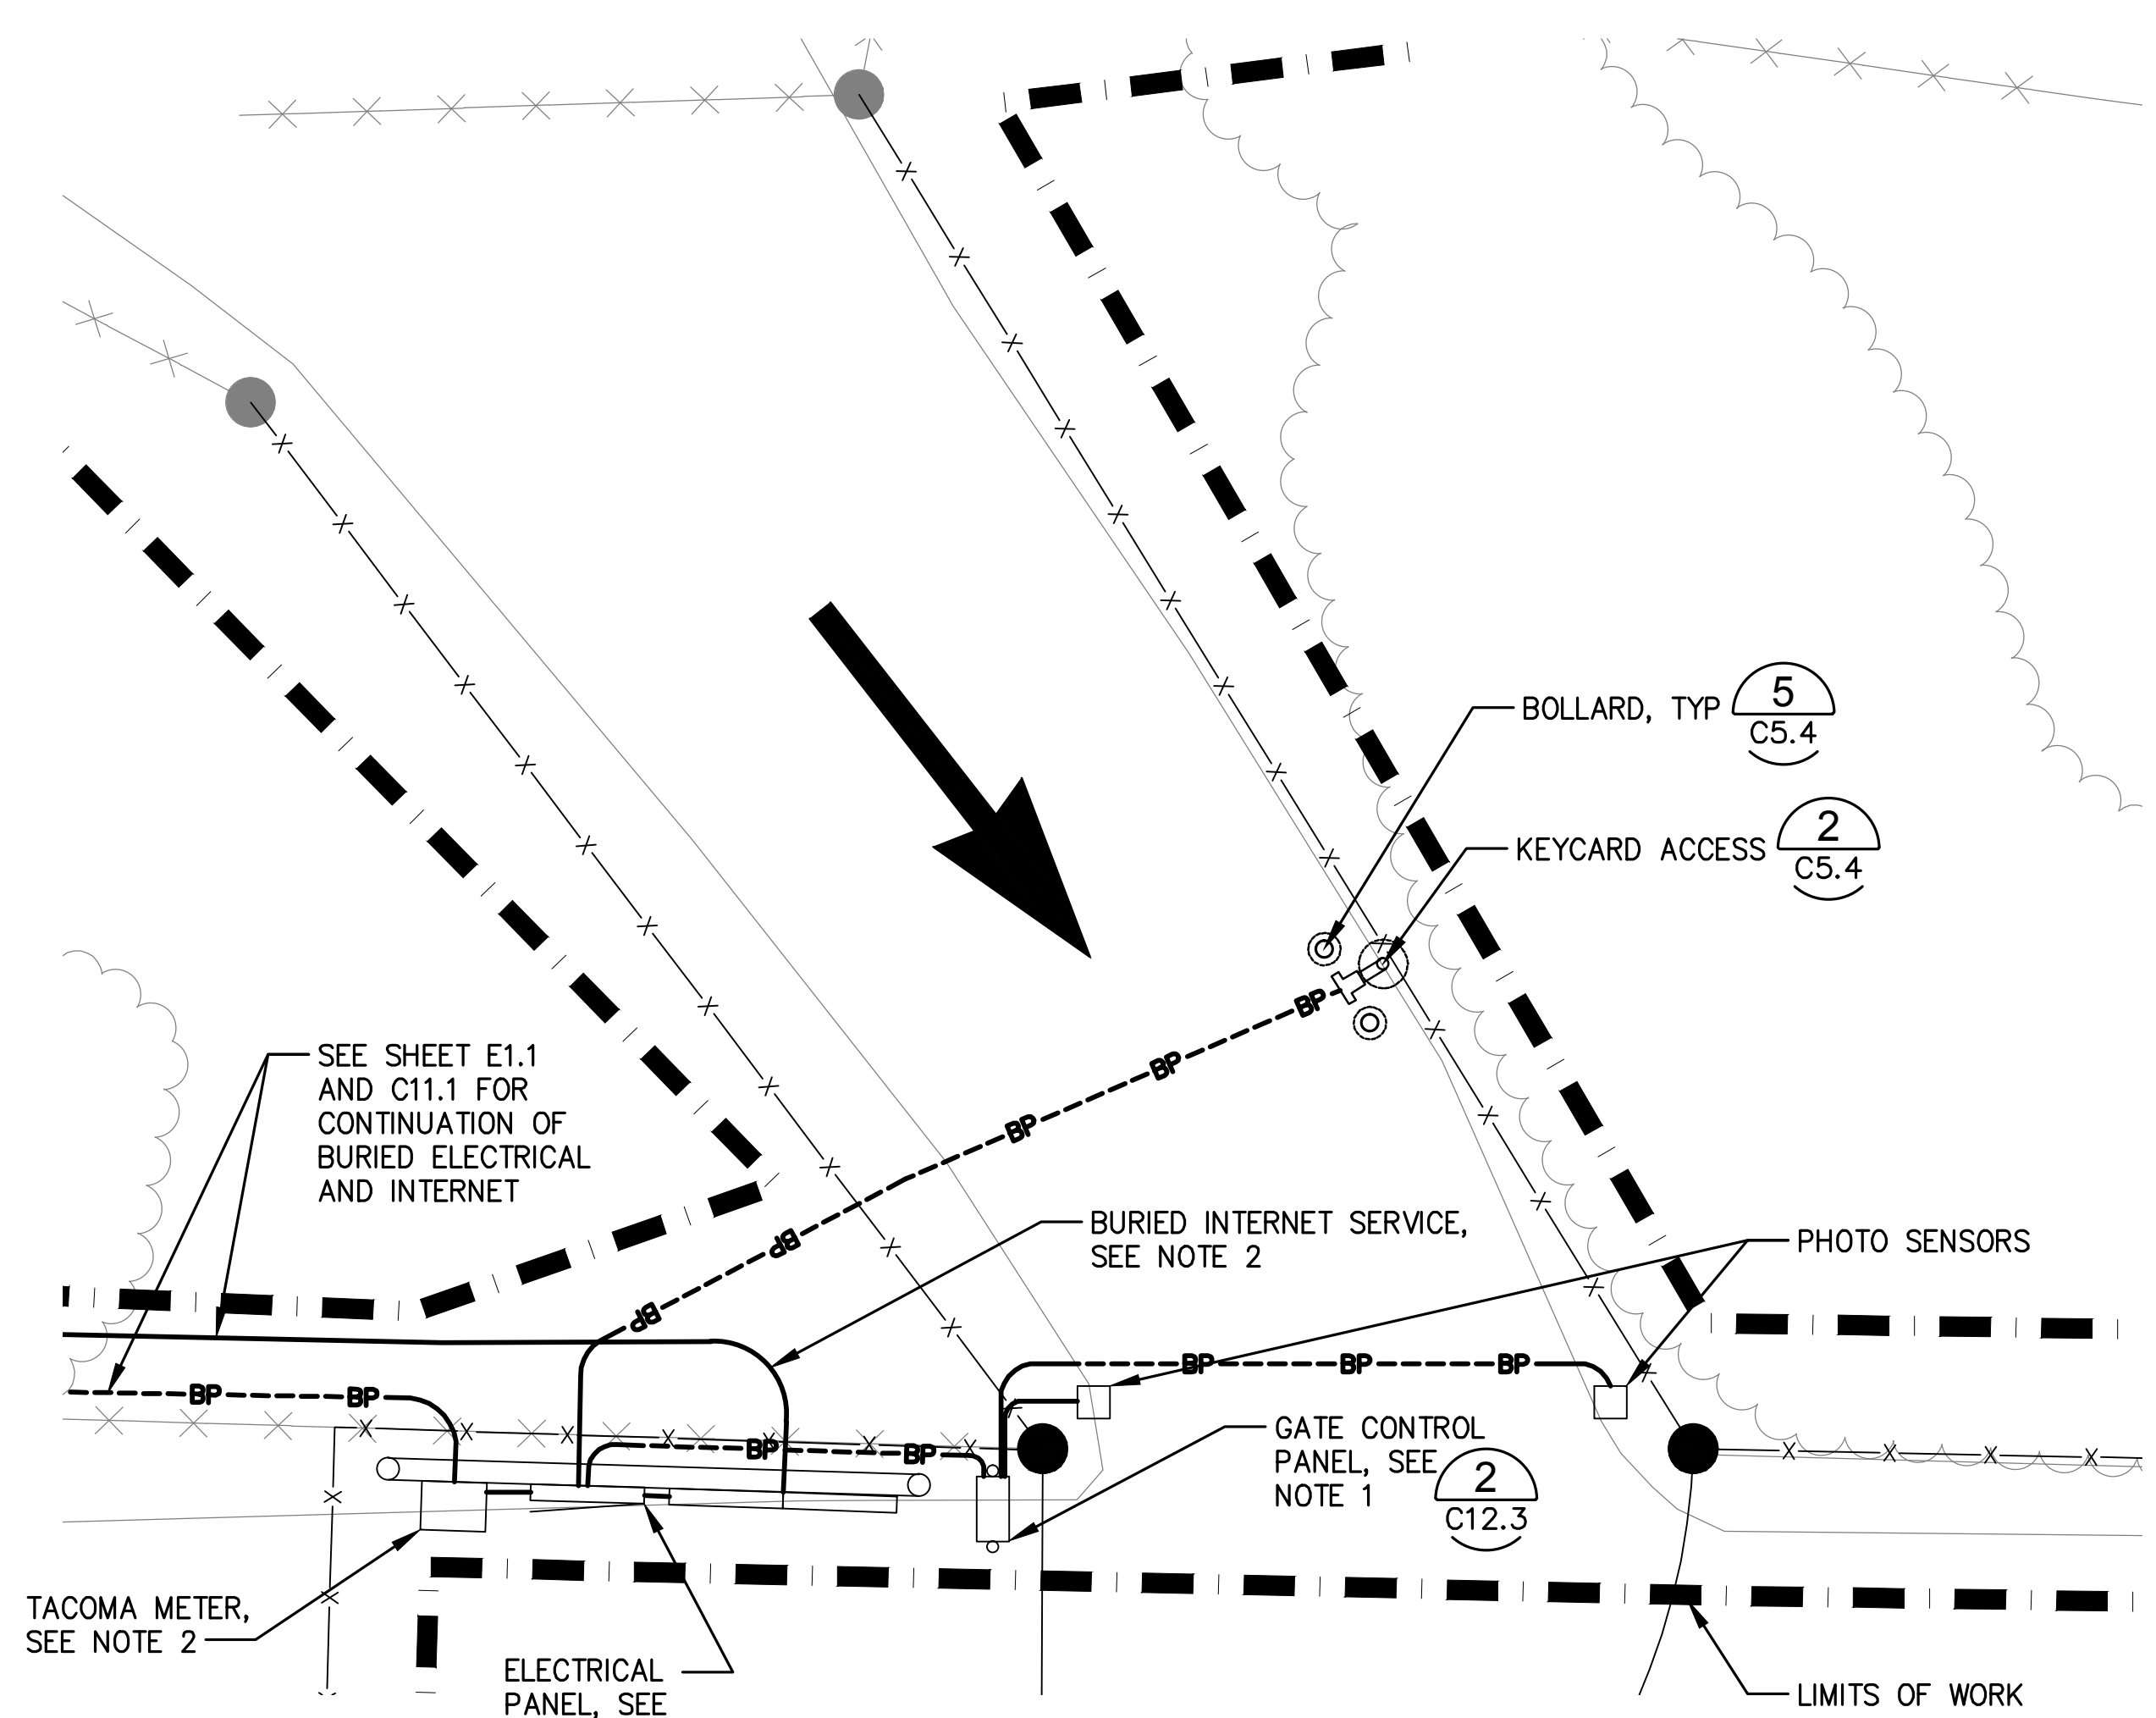 BOLLARD, TYP
5
C5.4
KEYCARD ACCESS
2
C5.4
SEE SHEET E1.1
AND C11.1 FOR
CONTINUATION OF
BURIED ELECTRICAL
AND INTERNET
BURIED INTERNET SERVICE,
SEE NOTE 2
PHOTO SENSORS
GATE CONTROL
PANEL, SEE
NOTE 1
2
C12.3
TACOMA METER,
SEE NOTE 2
ELECTRICAL
PANEL, SEE
LIMITS OF WORK
BP
BP
BP
BP
BP
BP
BP
BP
BP
BP
BP
BP